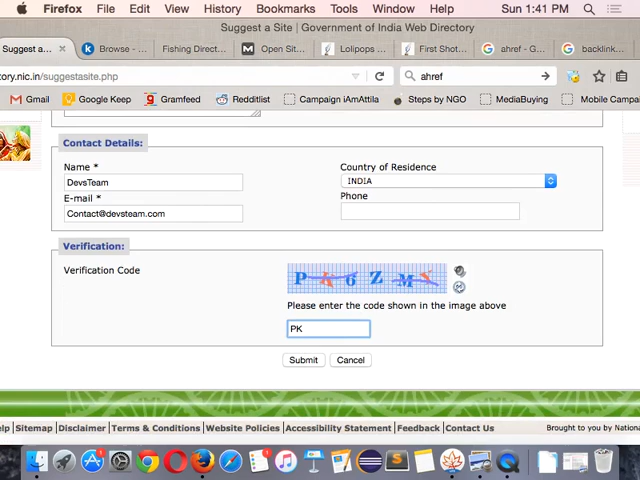 Firefox File Edit View History Bookmarks Tools Window Help Sun 1:41 PM
Suggest a Site | Government of India Web Directory
Suggest a... Browse - ... Fishing Direct... Open Sit... Lolipops ... First Shot... ahref - G... backlink...
ory.nic.in/suggestasite.php ahref
Gmail Google Keep Gramfeed Redditlist Campaign iAmAttila Steps by NGO MediaBuying Mobile Campa
Contact Details:
Name * Country of Residence
DevsTeam INDIA
E-mail * Phone
Contact@devsteam.com
Verification:
Verification Code P K 6 Z M X
Please enter the code shown in the image above
PK
Submit Cancel
elp Sitemap Disclaimer Terms & Conditions Website Policies Accessibility Statement Feedback Contact Us Brought to you by Nationa